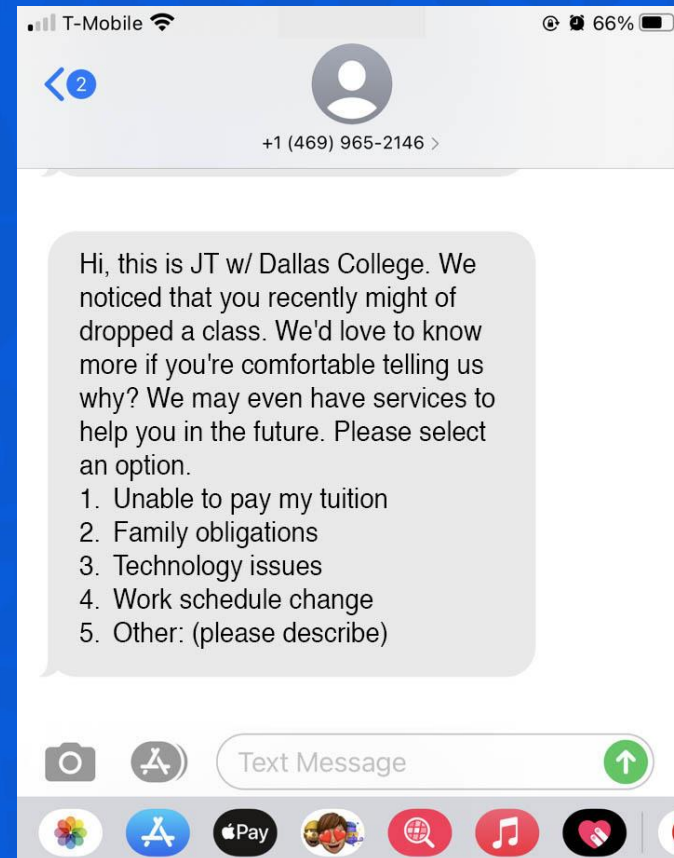 T-Mobile 66%
2
+1 (469) 965-2146 >
Hi, this is JT w/ Dallas College. We
noticed that you recently might of
dropped a class. We'd love to know
more if you're comfortable telling us
why? We may even have services to
help you in the future. Please select
an option.
1. Unable to pay my tuition
2. Family obligations
3. Technology issues
4. Work schedule change
5. Other: (please describe)
Text Message
Pay